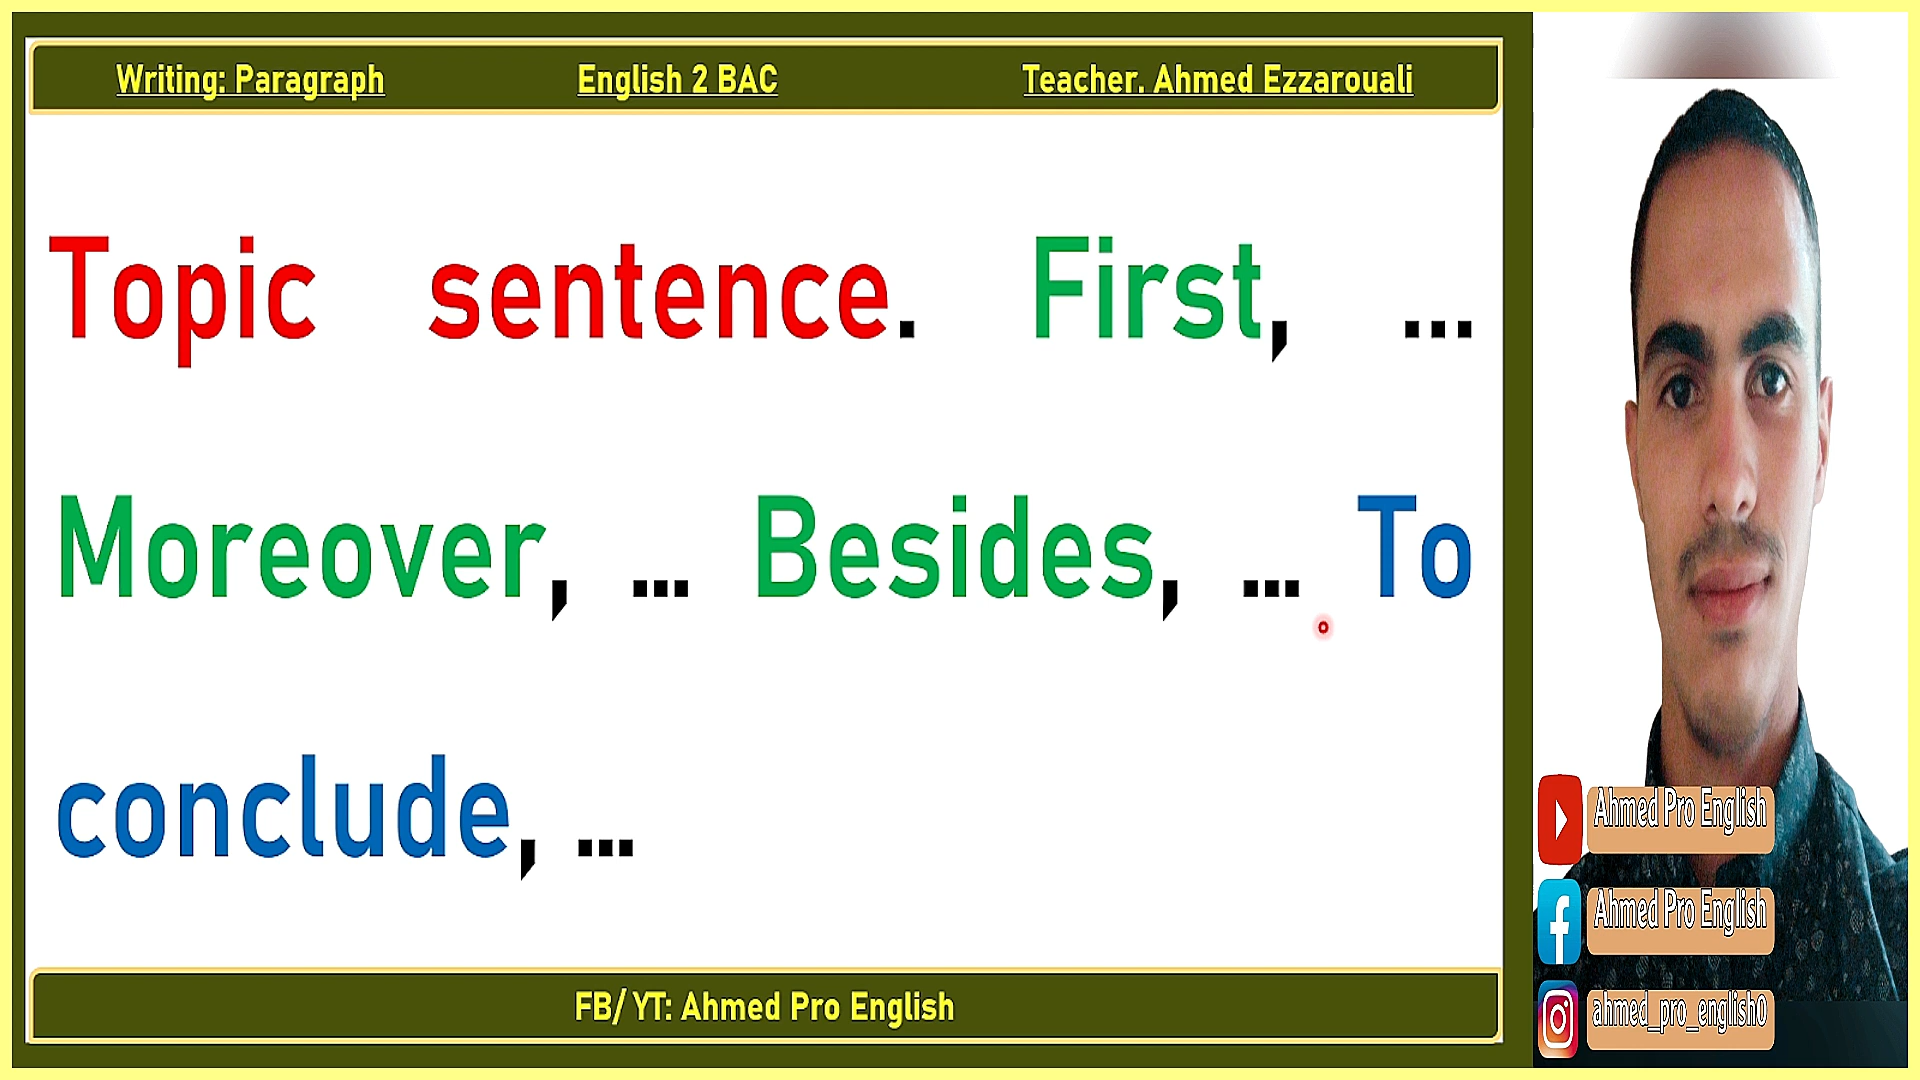 Writing: Paragraph English 2 BAC Teacher. Ahmed Ezzarouali
Topic sentence. First, ...
Moreover, ... Besides, ... To
conclude, ...
FB/ YT: Ahmed Pro English
Ahmed Pro English
Ahmed Pro English
ahmed_pro_english0